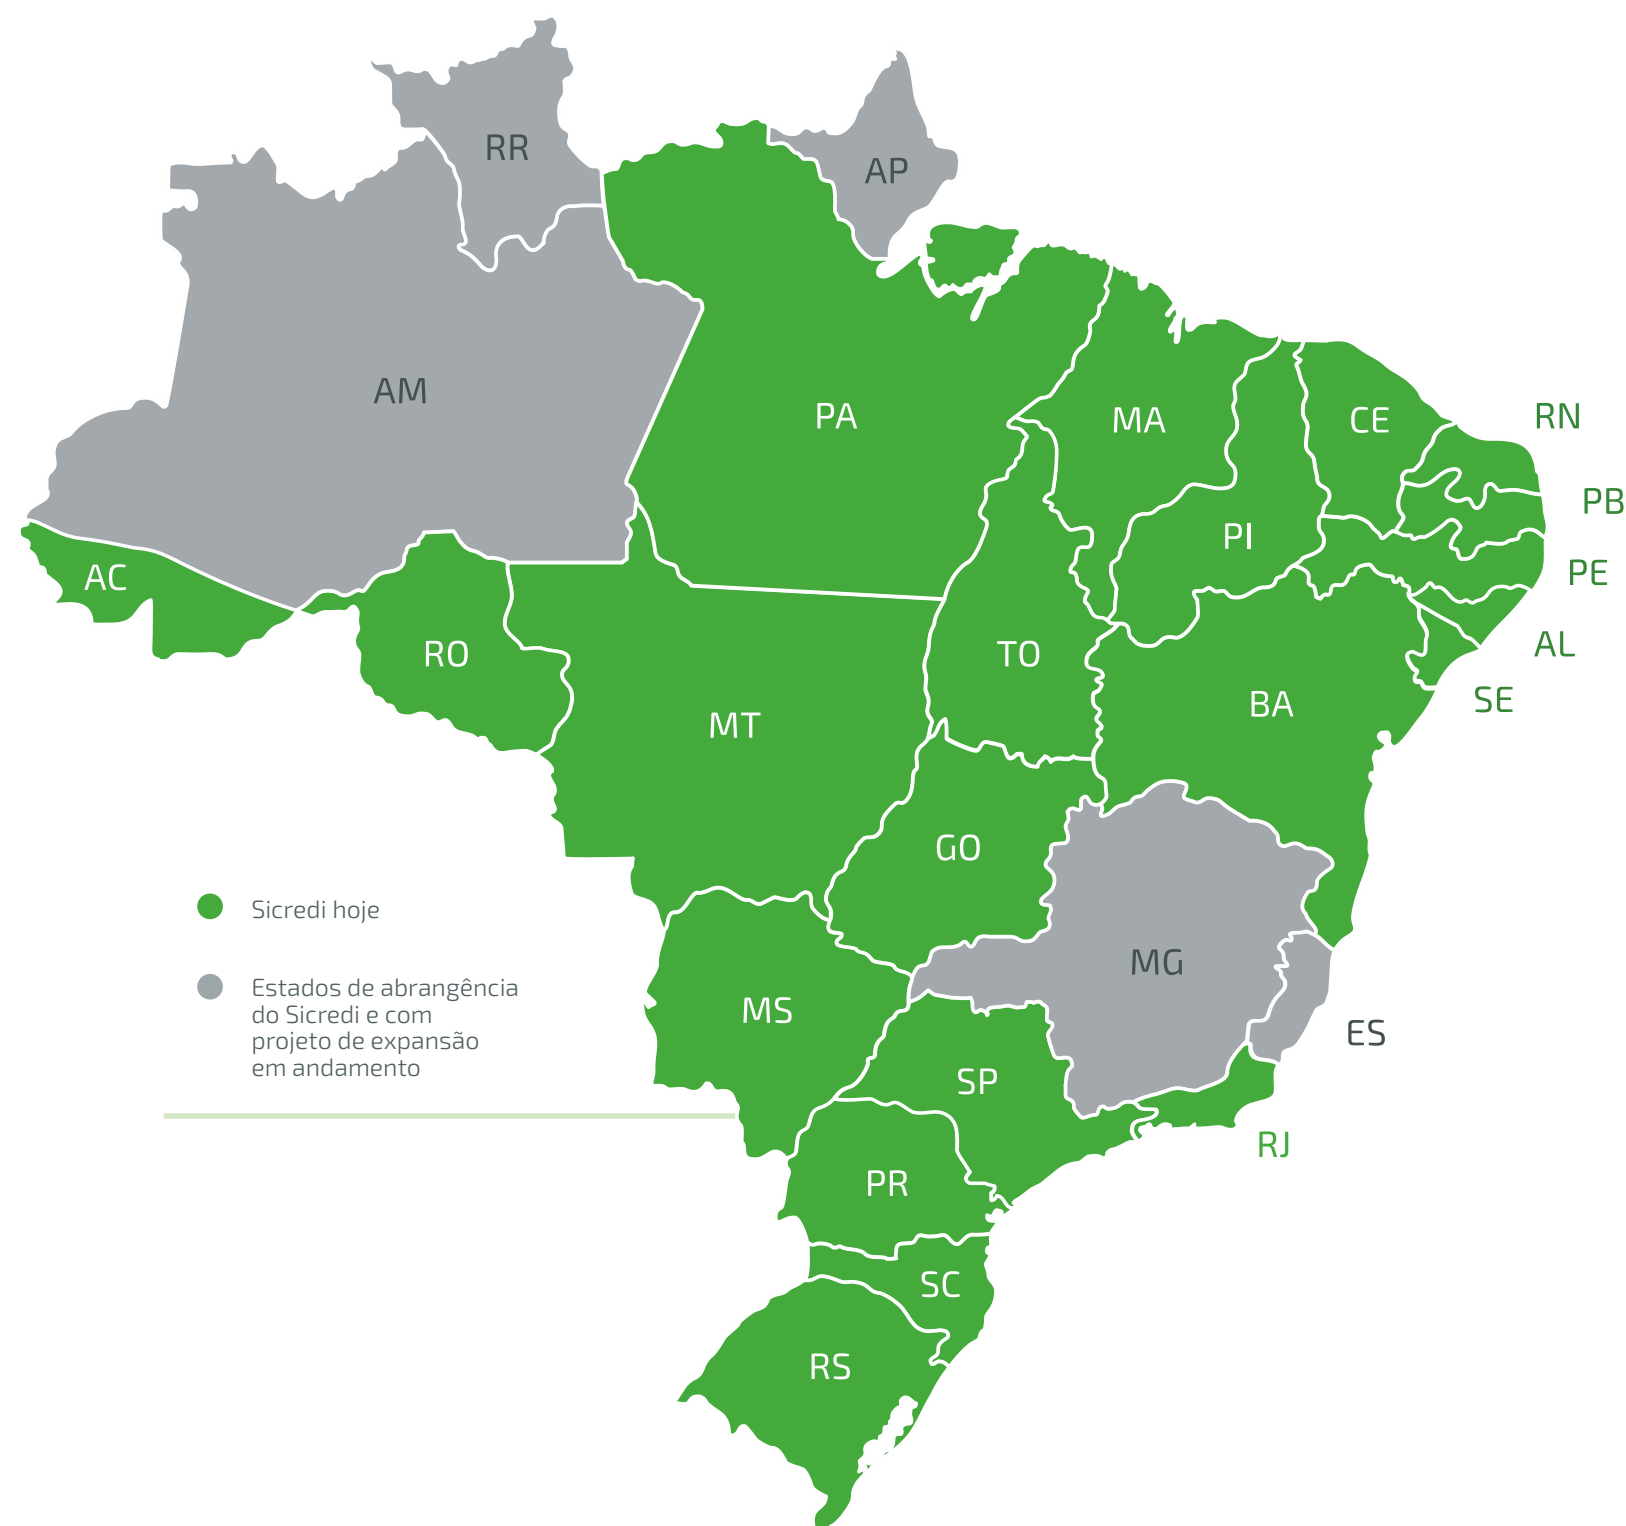 RR
AP
AM
PA
MA
CE
RN
PB
PI
PE
AC
RO
TO
AL
MT
BA
SE
GO
Sicredi hoje
MG
Estados de abrangência
do Sicredi e com
projeto de expansão
em andamento
MS
ES
SP
RJ
PR
SC
RS